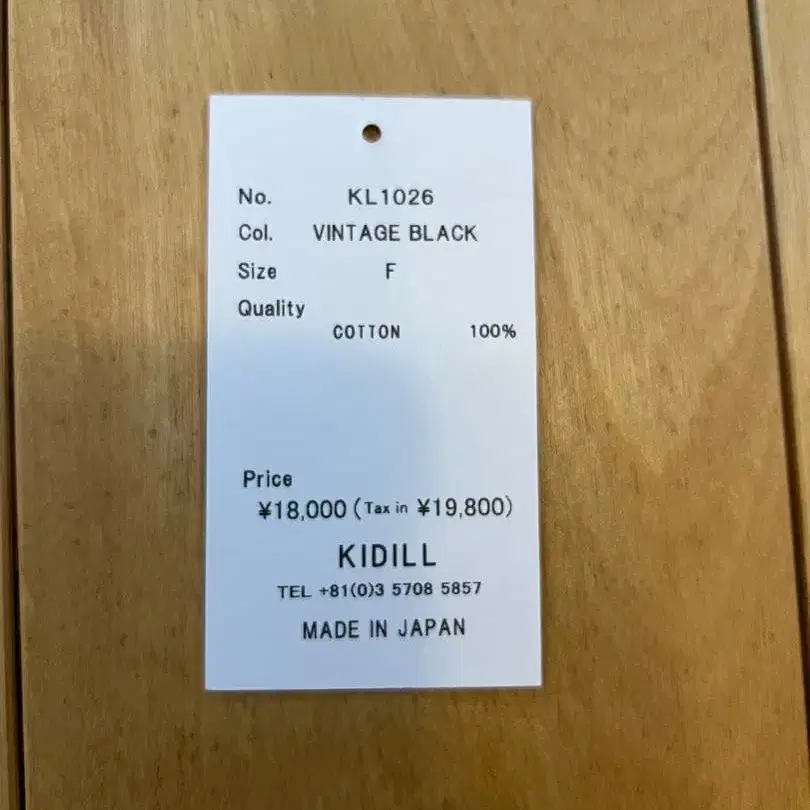 No. KL1026
Col. VINTAGE BLACK
Size F
Quality
COTTON 100%
Price
¥18,000 (Tax in ¥19,800)
KIDILL
TEL +81(0)3 5708 5857
MADE IN JAPAN